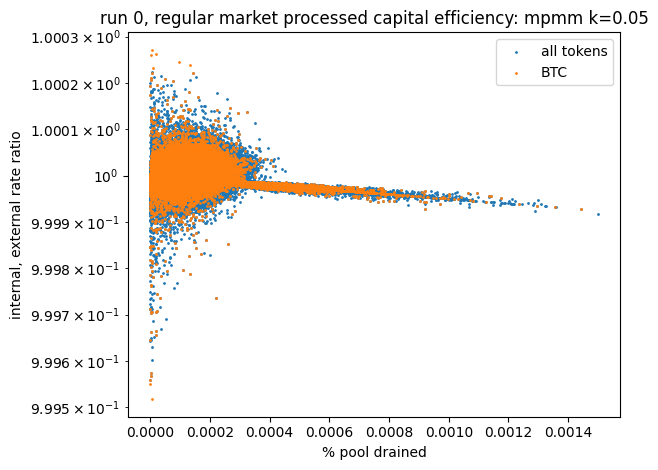 run 0, regular market processed capital efficiency: mpmm k=0.05
all tokens
BTC
1.0003 × 10⁰
1.0002 × 10⁰
1.0001 × 10⁰
10⁰
9.999 × 10⁻¹
9.998 × 10⁻¹
9.997 × 10⁻¹
9.996 × 10⁻¹
9.995 × 10⁻¹
internal, external rate ratio
0.0000 0.0002 0.0004 0.0006 0.0008 0.0010 0.0012 0.0014
% pool drained